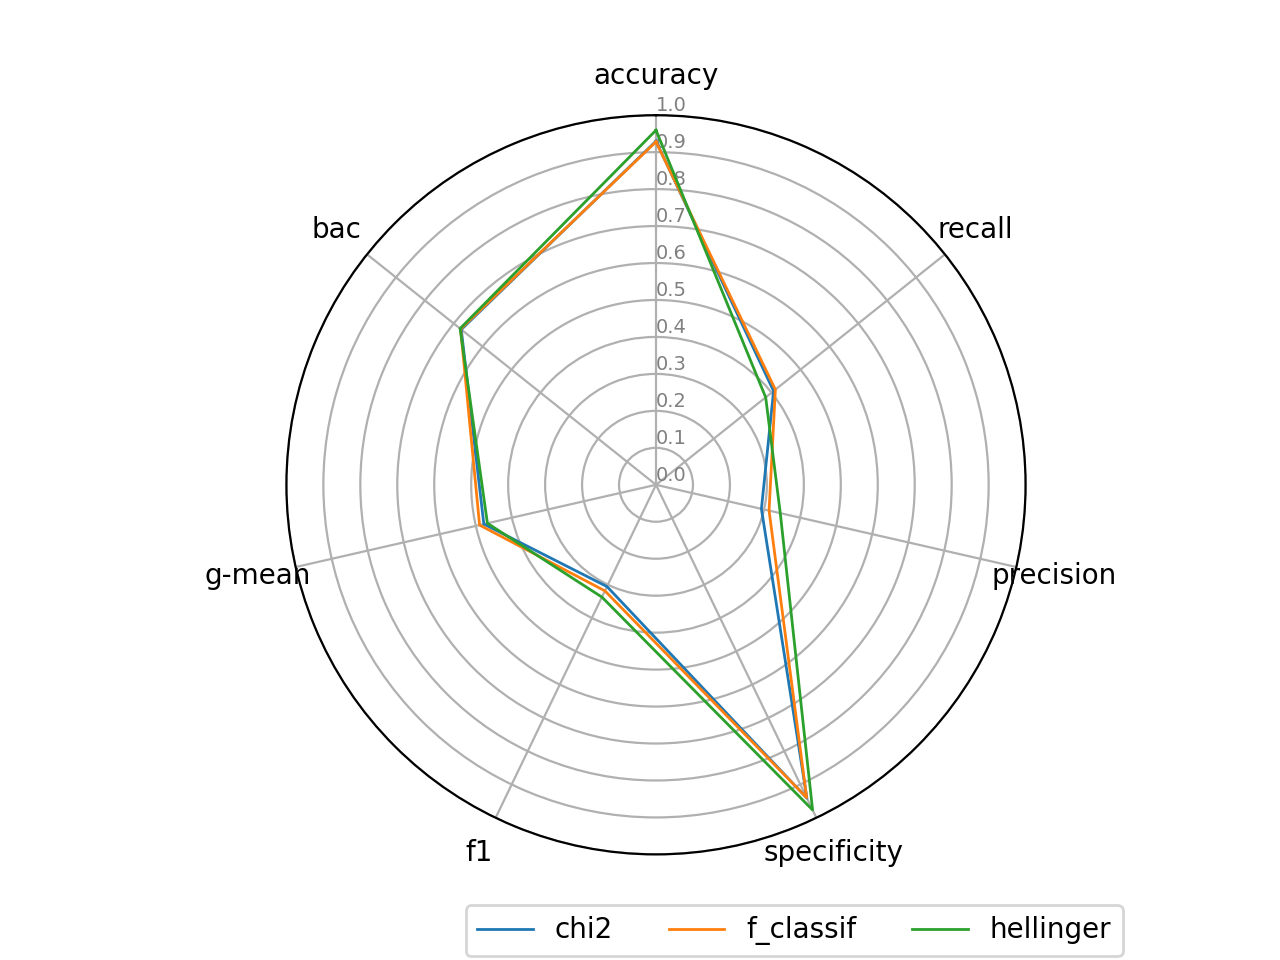 accuracy
1.0
0.9
0.8
0.7
0.6
0.5
0.4
0.3
0.2
0.1
0.0
bac
recall
g-mean
precision
f1
specificity
chi2 f_classif hellinger